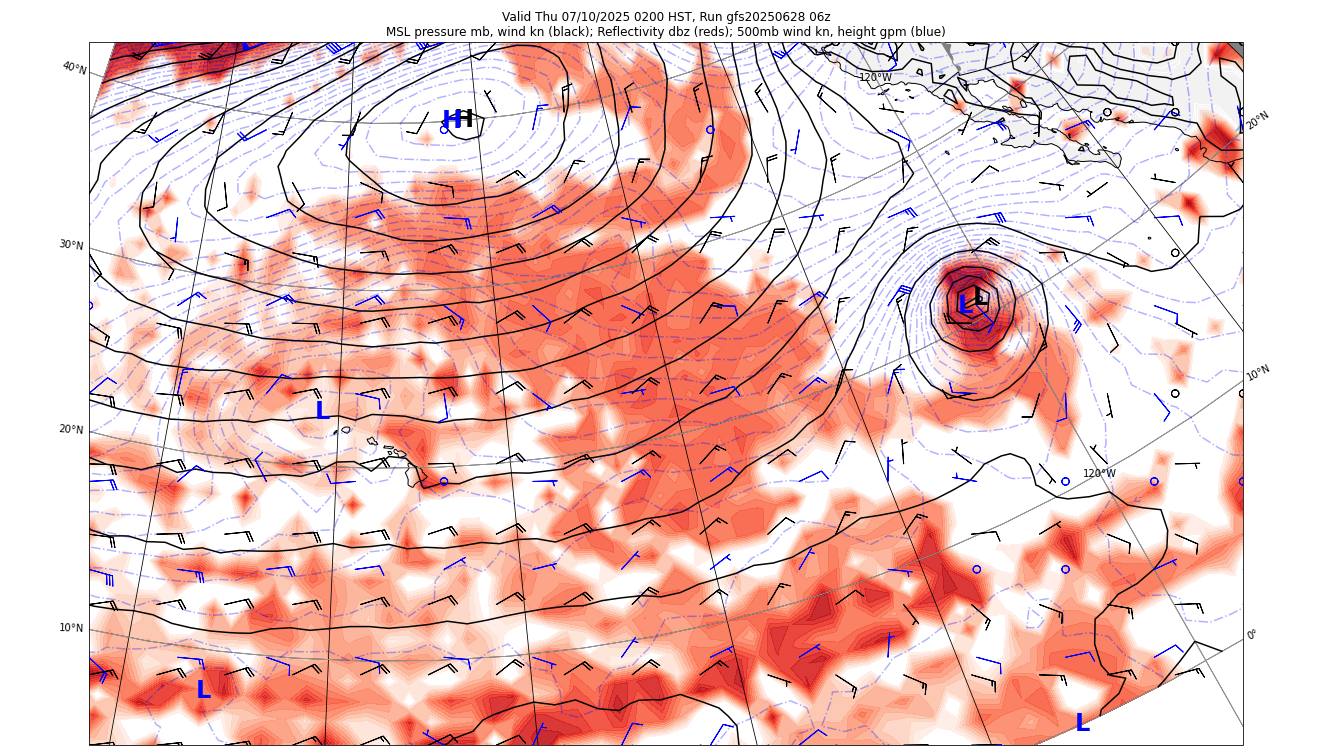 Valid Thu 07/10/2025 0200 HST, Run gfs20250628 06z
MSL pressure mb, wind kn (black); Reflectivity dbz (reds); 500mb wind kn, height gpm (blue)
40°N
120°W
20°N
H H
30°N
L L
10°N
L
20°N
120°W
10°N
0°
L
L